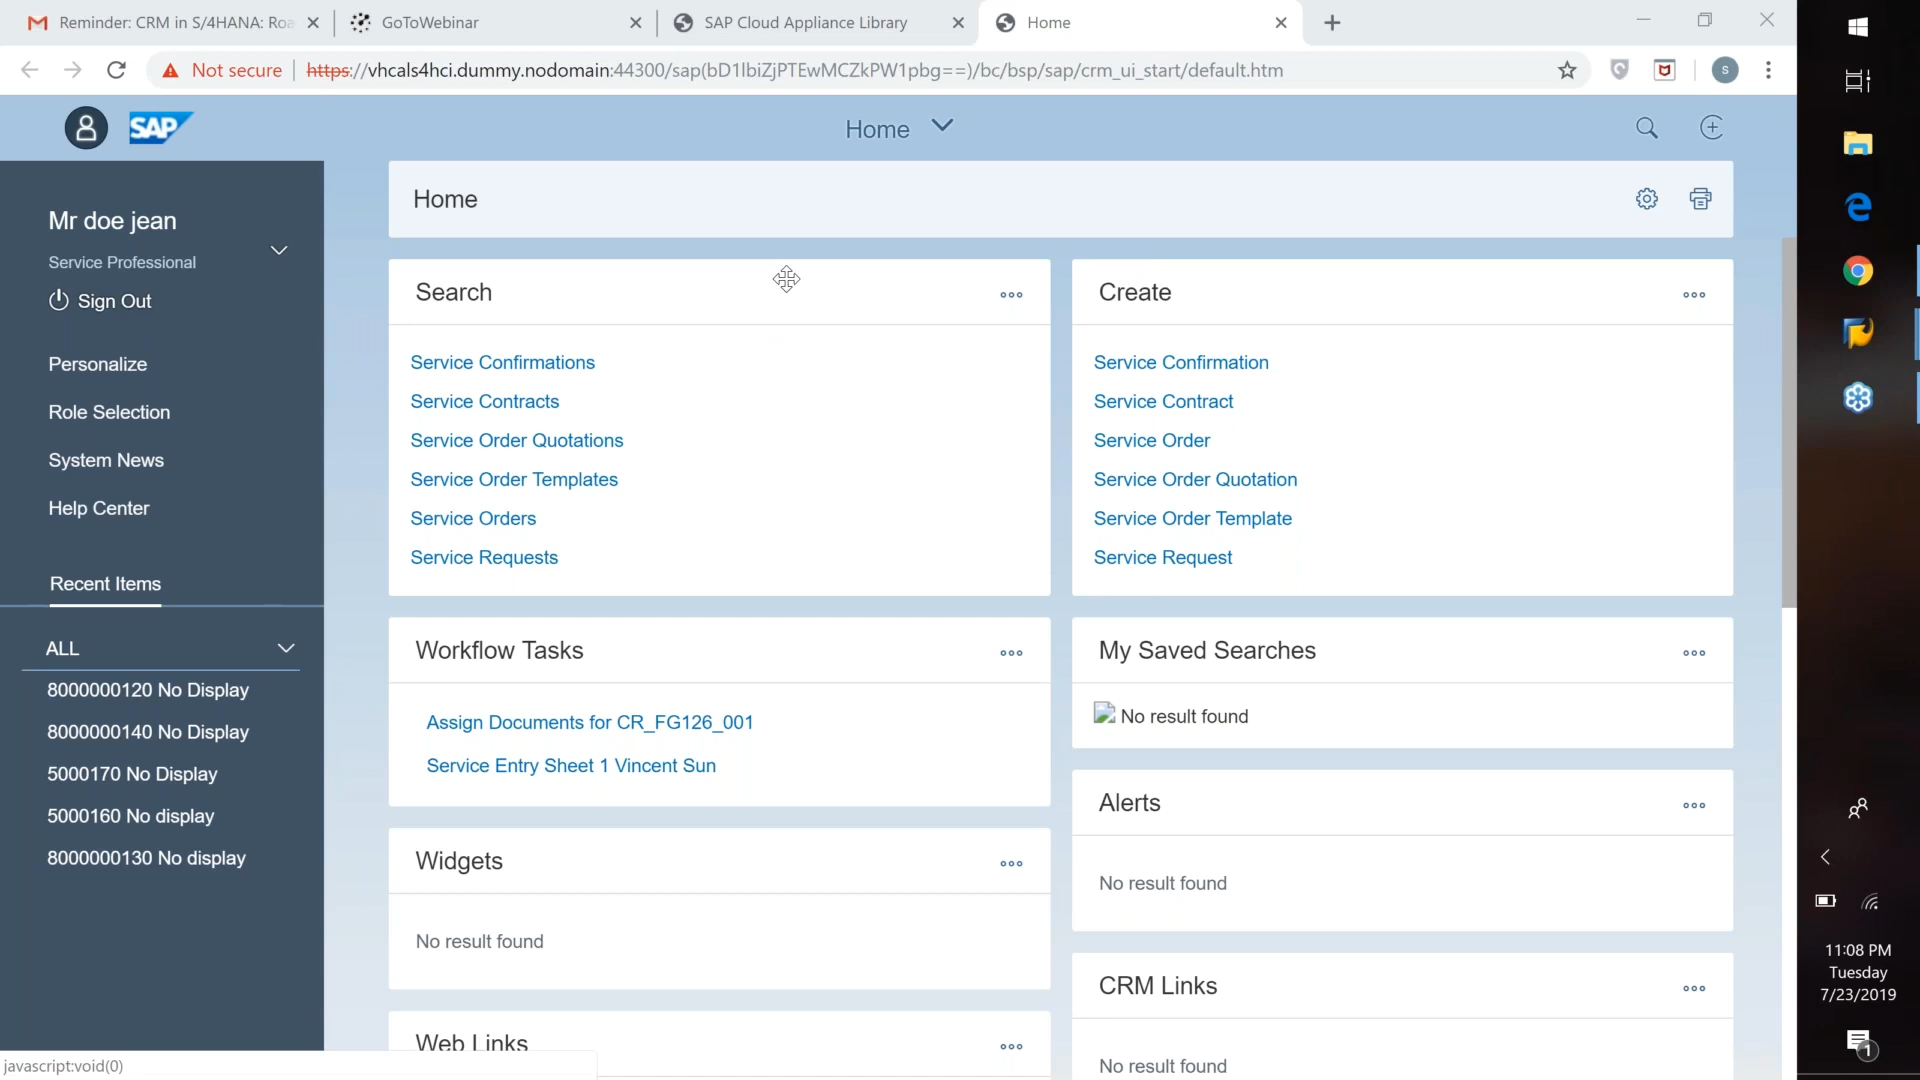 Reminder: CRM in S/4HANA: Roa
GoToWebinar
SAP Cloud Appliance Library
Home
Not secure
https://vhcals4hci.dummy.nodomain:44300/sap(bD1lbiZjPTEwMCZkPW1pbg==)/bc/bsp/sap/crm_ui_start/default.htm
s
SAP
Home
Mr doe jean
Service Professional
Sign Out
Personalize
Role Selection
System News
Help Center
Recent Items
ALL
8000000120 No Display
8000000140 No Display
5000170 No Display
5000160 No display
8000000130 No display
Home
Search
Service Confirmations
Service Contracts
Service Order Quotations
Service Order Templates
Service Orders
Service Requests
Create
Service Confirmation
Service Contract
Service Order
Service Order Quotation
Service Order Template
Service Request
Workflow Tasks
Assign Documents for CR_FG126_001
Service Entry Sheet 1 Vincent Sun
My Saved Searches
No result found
Alerts
No result found
Widgets
No result found
CRM Links
No result found
Web Links
javascript:void(0)
11:08 PM
Tuesday
7/23/2019
1